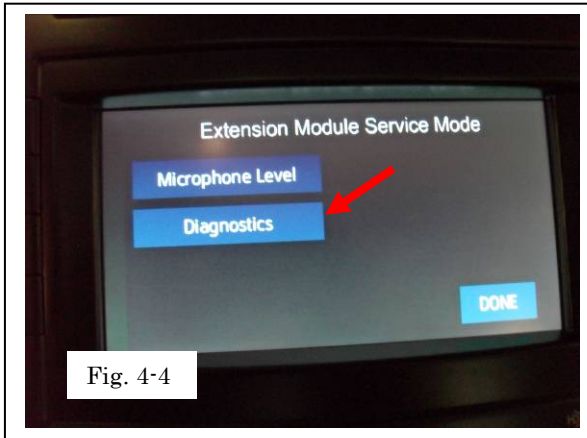 Extension Module Service Mode
Microphone Level
Diagnostics
DONE
Fig. 4-4